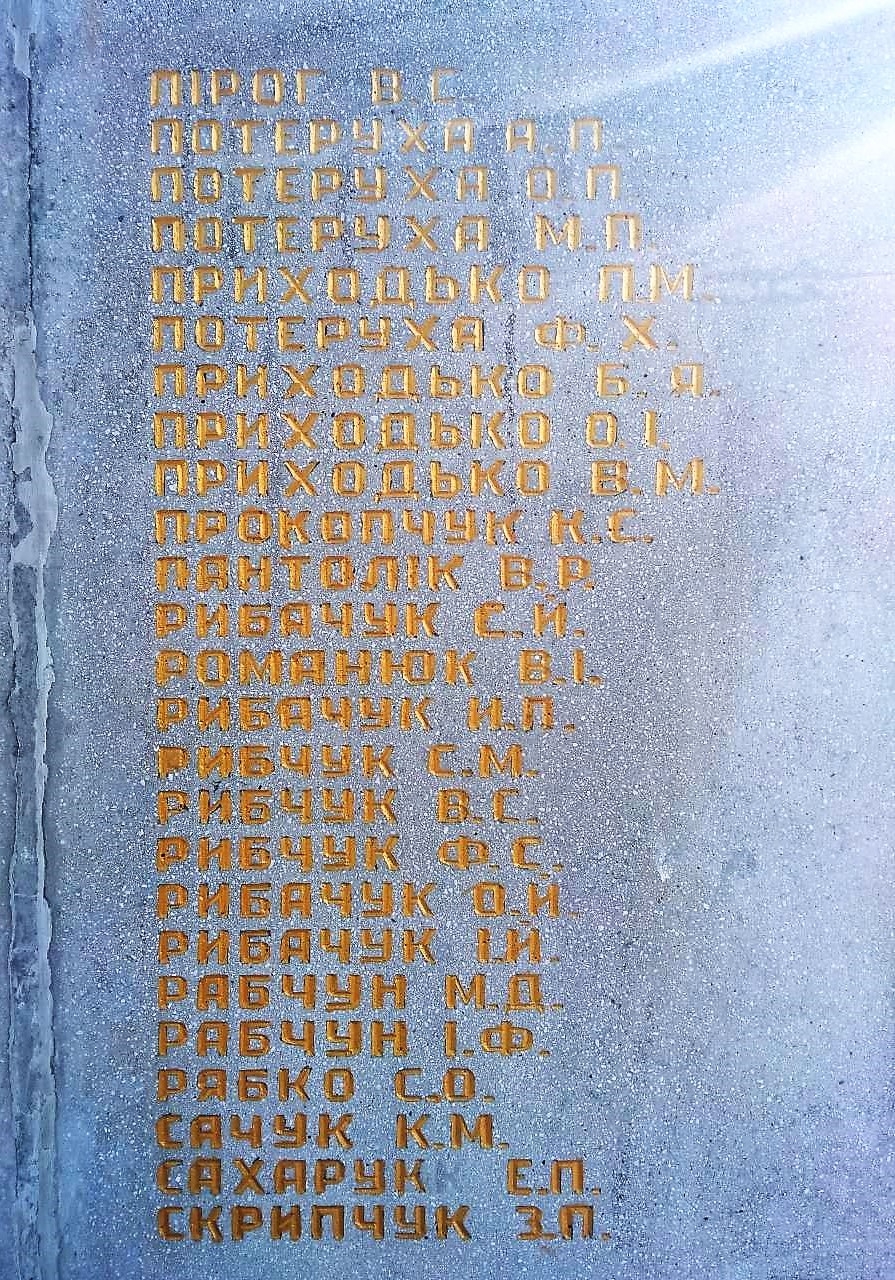 ПІРОГ В.С.
ПОТЕРУХА А.П.
ПОТЕРУХА О.П.
ПОТЕРУХА М.П.
ПРИХОДЬКО П.М.
ПОТЕРУХА Ф.Х.
ПРИХОДЬКО Б.Я.
ПРИХОДЬКО О.І.
ПРИХОДЬКО В.М.
ПРОКОПЧУК К.Є.
ПАНТОЛІК В.Р.
РИБАЧУК Є.Й.
РОМАНЮК В.І.
РИБАЧУК И.П.
РИБЧУК С.М.
РИБЧУК В.С.
РИБЧУК Ф.С.
РИБАЧУК О.Й.
РИБАЧУК І.Й.
РАБЧУН М.Д.
РАБЧУН І.Ф.
РЯБКО С.О.
САЧУК К.М.
САХАРУК Є.П.
СКРИПЧУК З.П.